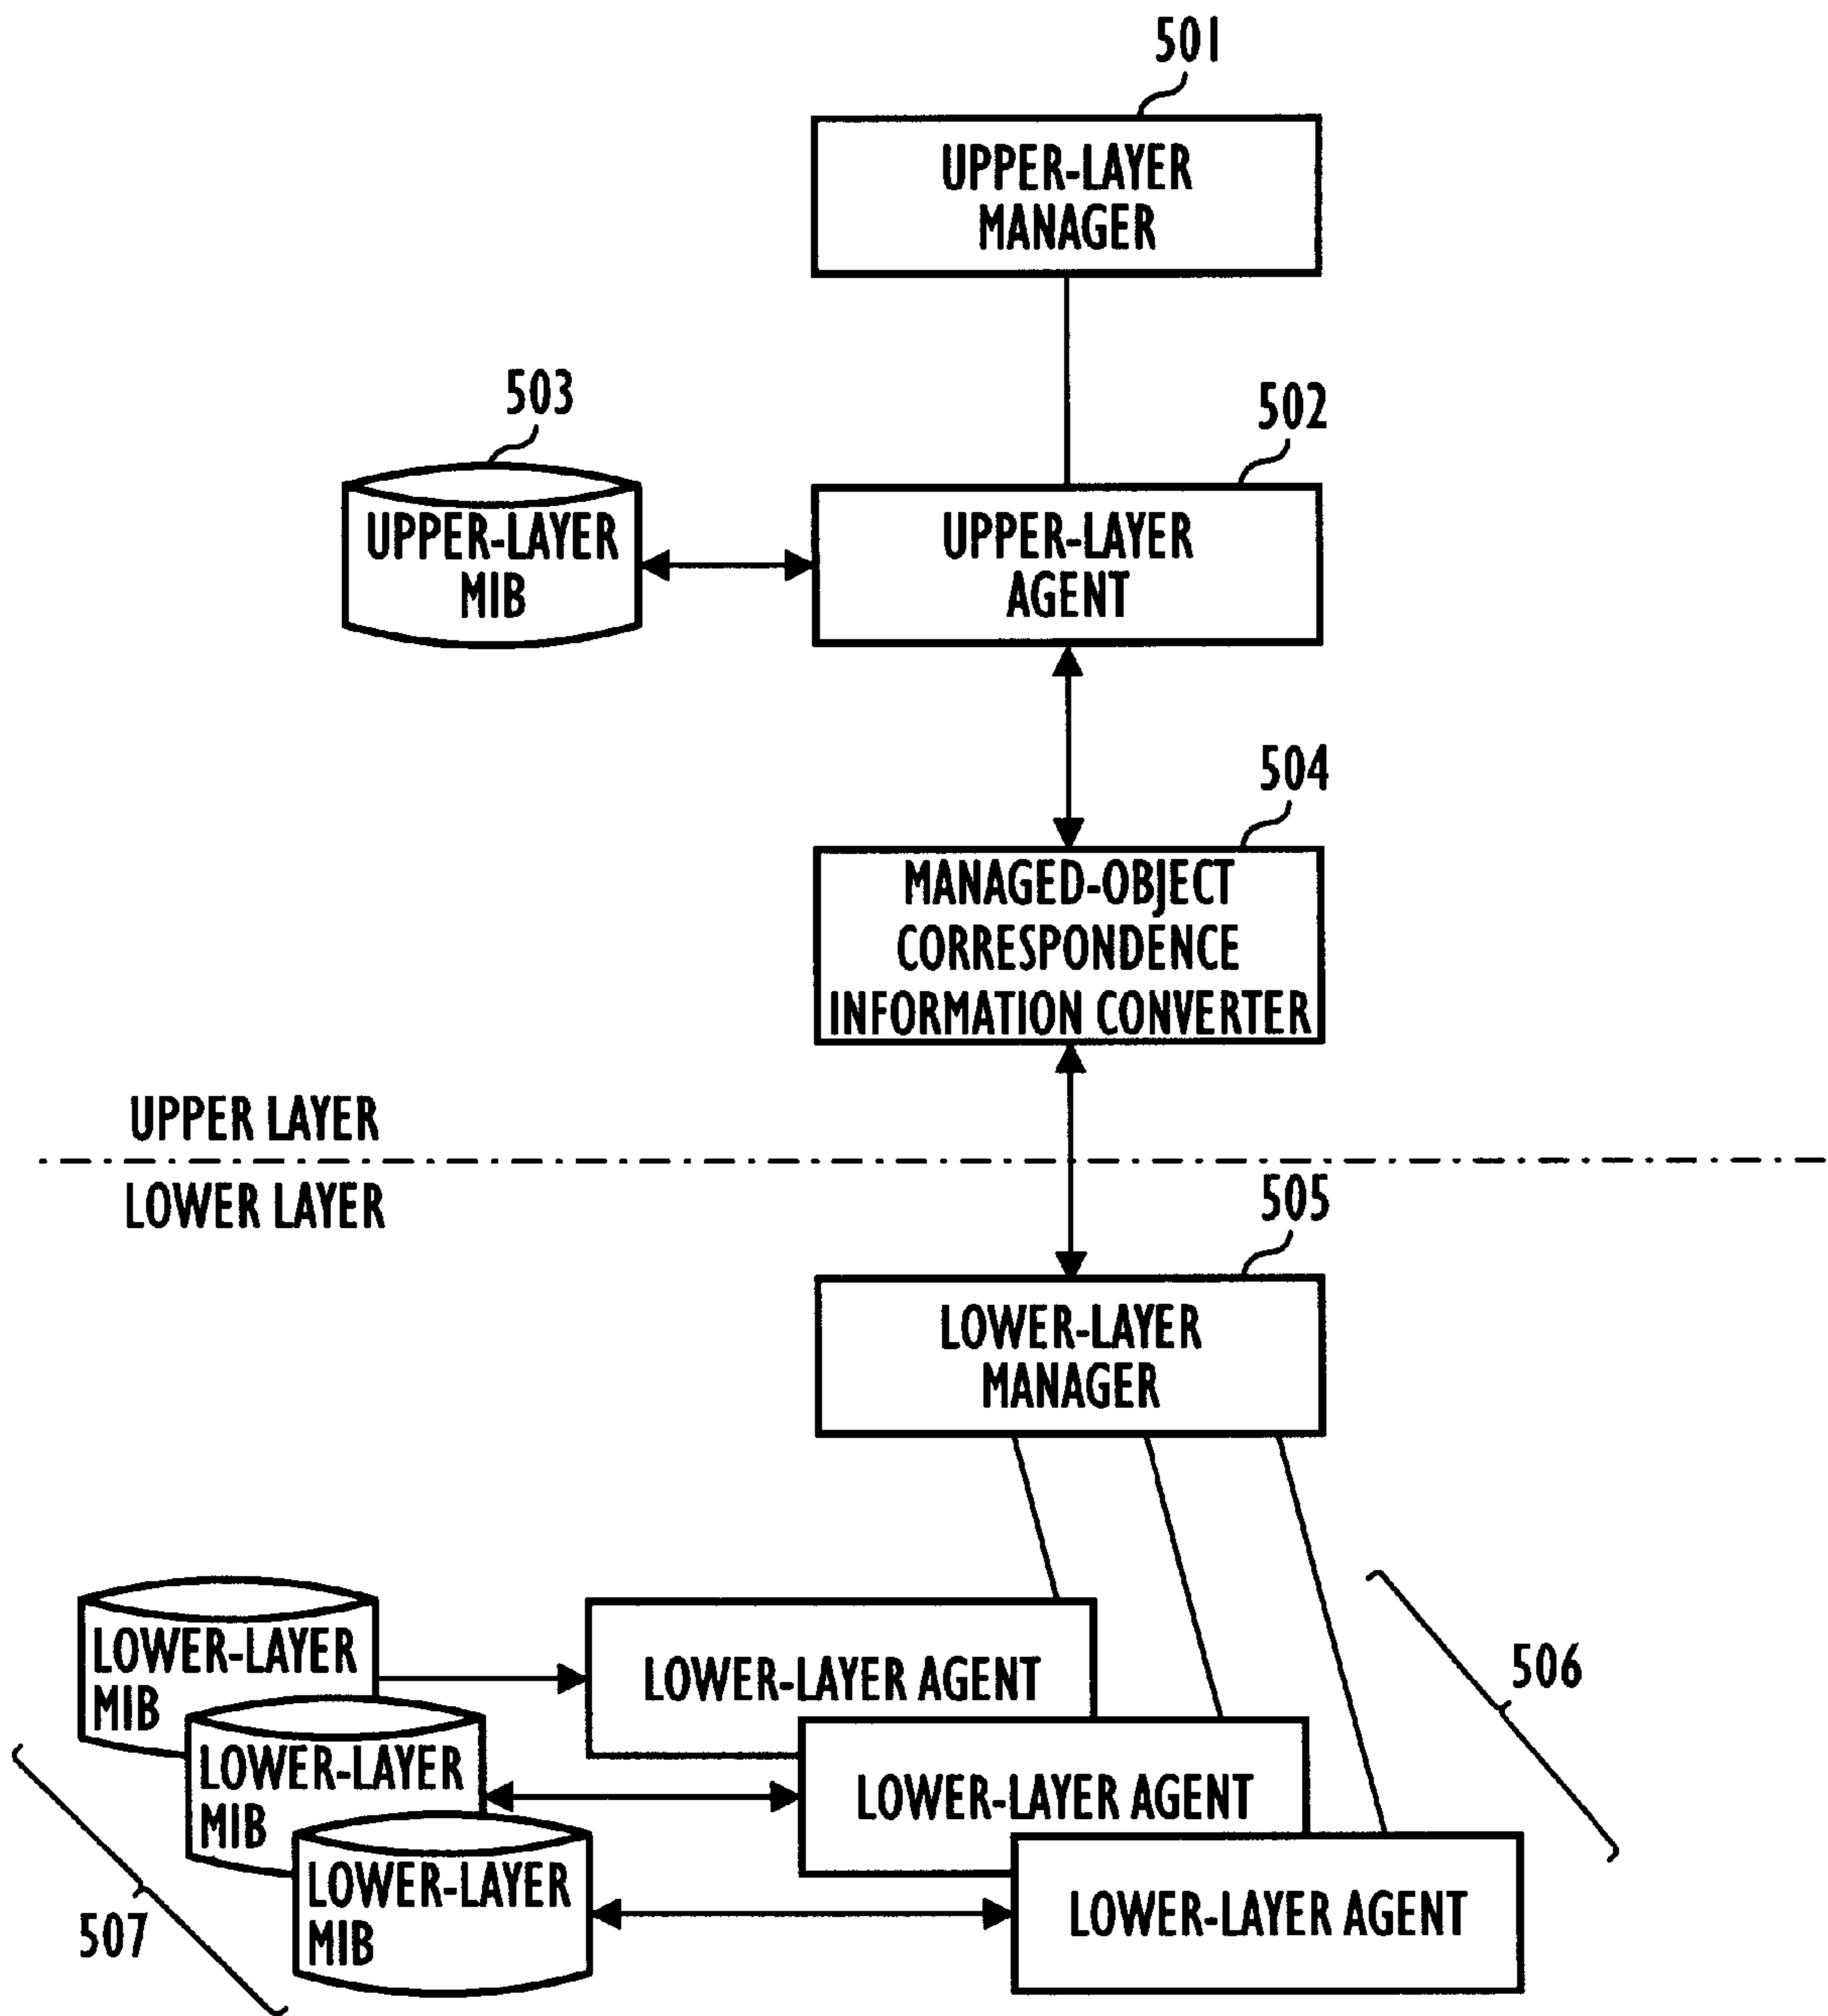 501
UPPER-LAYER
MANAGER
503
502
UPPER-LAYER
MIB
UPPER-LAYER
AGENT
504
MANAGED-OBJECT
CORRESPONDENCE
INFORMATION CONVERTER
UPPER LAYER
LOWER LAYER
505
LOWER-LAYER
MANAGER
LOWER-LAYER
MIB
LOWER-LAYER AGENT
506
LOWER-LAYER
MIB
LOWER-LAYER AGENT
LOWER-LAYER
MIB
LOWER-LAYER AGENT
507